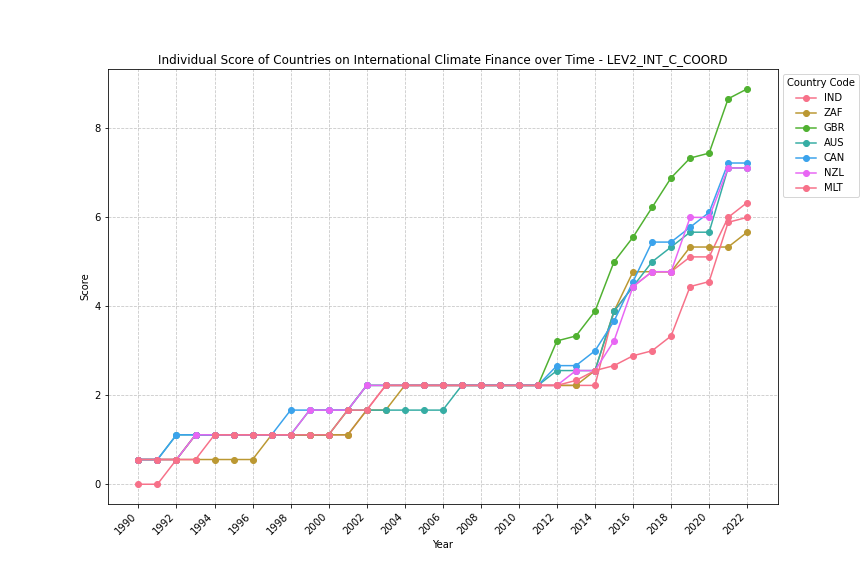 Individual Score of Countries on International Climate Finance over Time - LEV2_INT_C_COORD
Country Code
IND
ZAF
GBR
AUS
CAN
NZL
MLT
Score
8
6
4
2
0
1990
1992
1994
1996
1998
2000
2002
2004
2006
2008
2010
2012
2014
2016
2018
2020
2022
Year